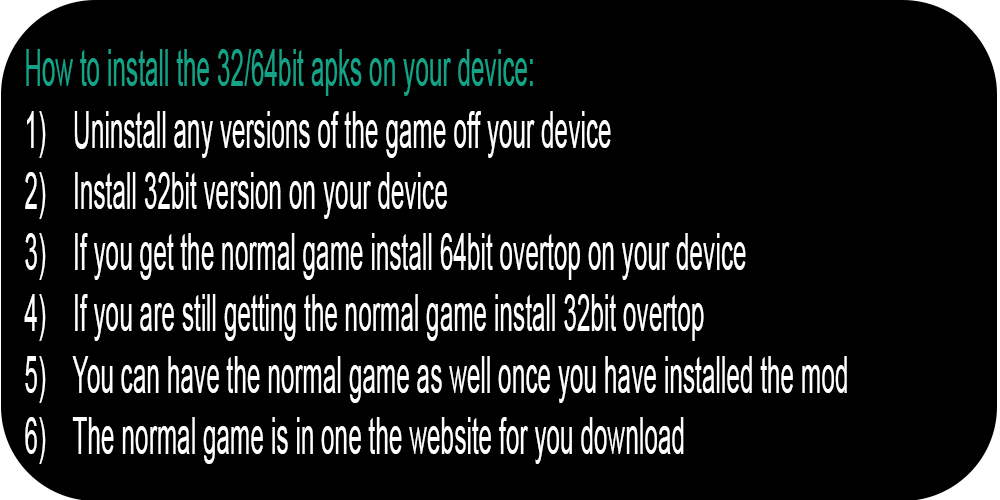 How to install the 32/64bit apks on your device:
1) Uninstall any versions of the game off your device
2) Install 32bit version on your device
3) If you get the normal game install 64bit overtop on your device
4) If you are still getting the normal game install 32bit overtop
5) You can have the normal game as well once you have installed the mod
6) The normal game is in one the website for you download